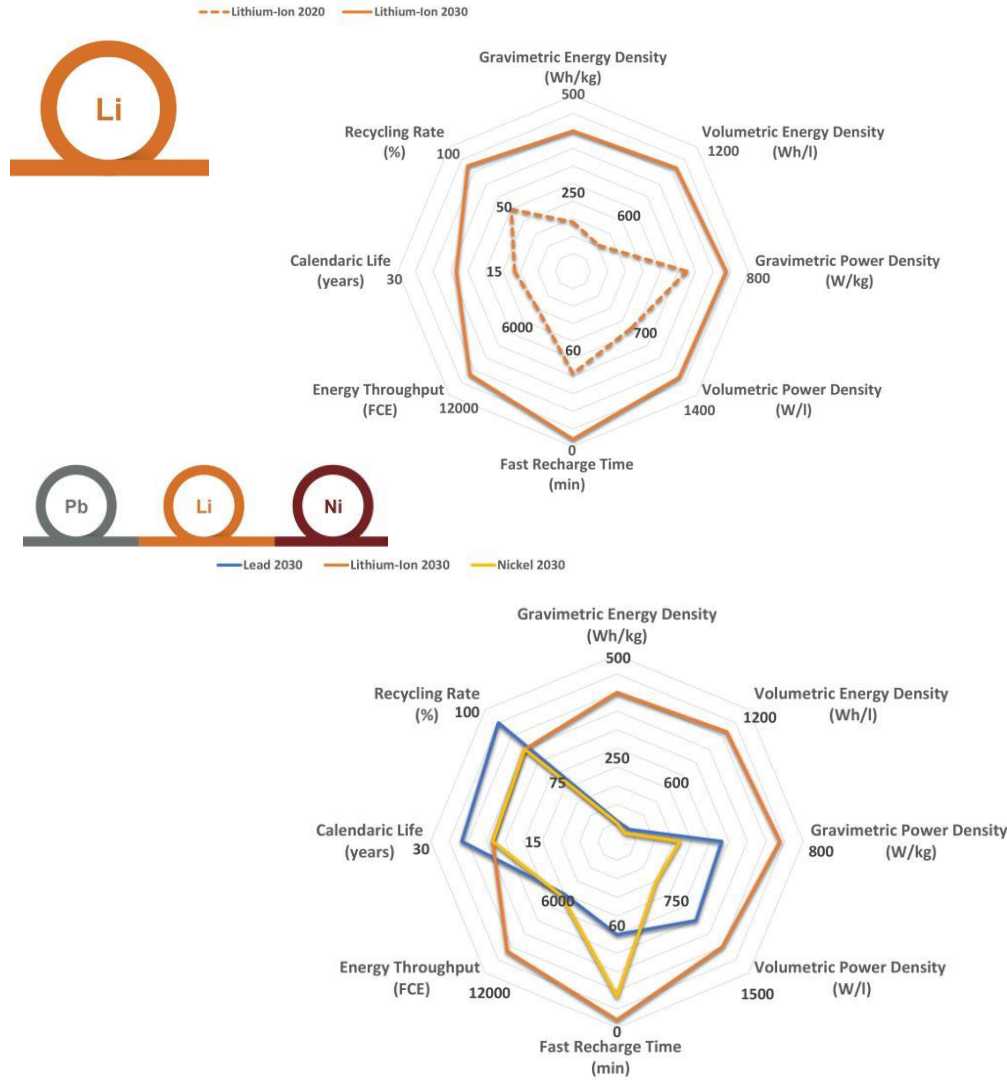 Lithium-Ion 2020 Lithium-Ion 2030
Li
Gravimetric Energy Density
(Wh/kg)
500
Recycling Rate
(%)
100
Volumetric Energy Density
(Wh/l)
1200
250
50
600
Calendaric Life
(years)
30
15
Gravimetric Power Density
(W/kg)
800
6000
700
60
Energy Throughput
(FCE)
12000
Volumetric Power Density
(W/l)
1400
0
Fast Recharge Time
(min)
Pb
Li
Ni
Lead 2030 Lithium-Ion 2030 Nickel 2030
Gravimetric Energy Density
(Wh/kg)
500
Recycling Rate
(%)
100
Volumetric Energy Density
(Wh/l)
1200
250
75
600
Calendaric Life
(years)
30
15
Gravimetric Power Density
(W/kg)
800
6000
750
60
Energy Throughput
(FCE)
12000
Volumetric Power Density
(W/l)
1500
0
Fast Recharge Time
(min)